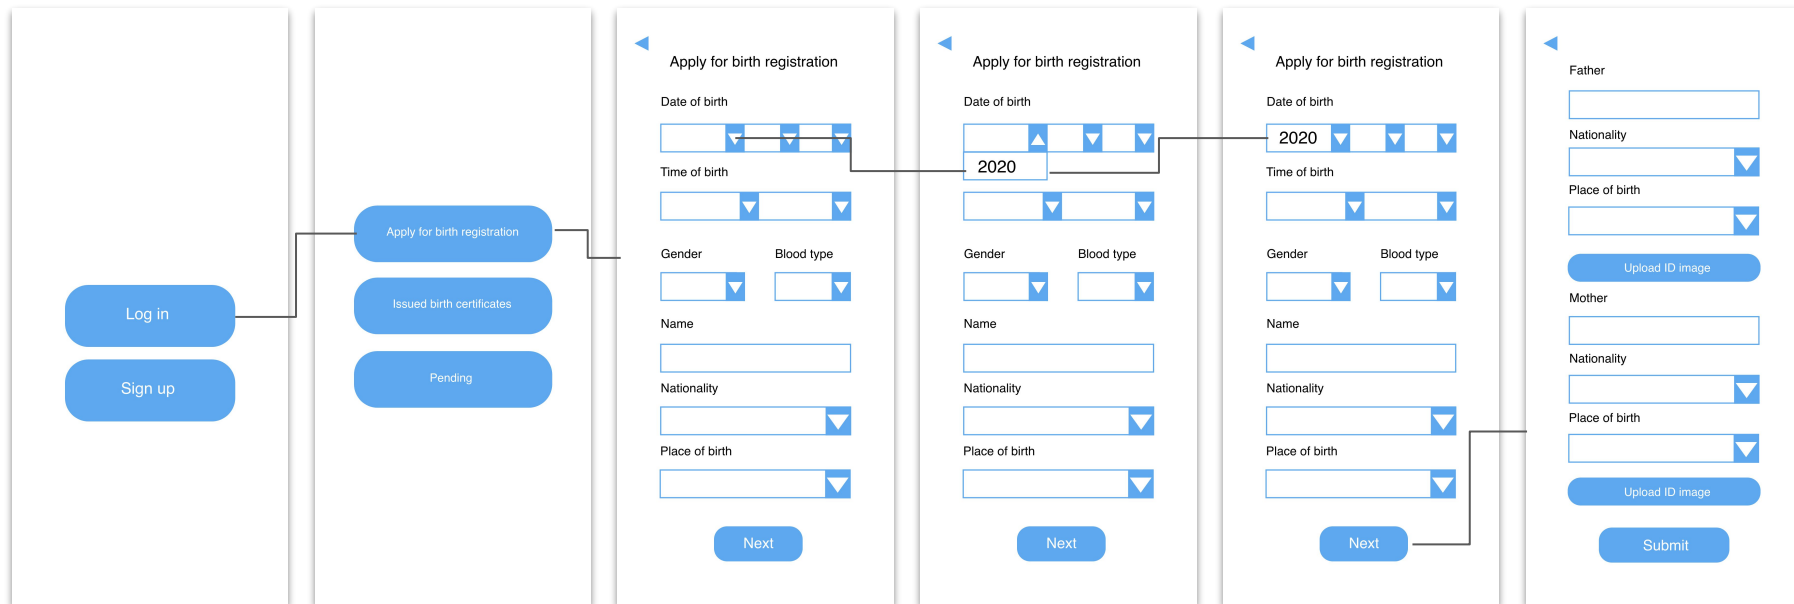 Log in
Sign up
Apply for birth registration
Issued birth certificates
Pending
Apply for birth registration
Date of birth
Time of birth
Gender Blood type
Name
Nationality
Place of birth
Next
Apply for birth registration
Date of birth
2020
Time of birth
Gender Blood type
Name
Nationality
Place of birth
Next
Apply for birth registration
Date of birth
2020
Time of birth
Gender Blood type
Name
Nationality
Place of birth
Next
Father
Nationality
Place of birth
Upload ID image
Mother
Nationality
Place of birth
Upload ID image
Submit